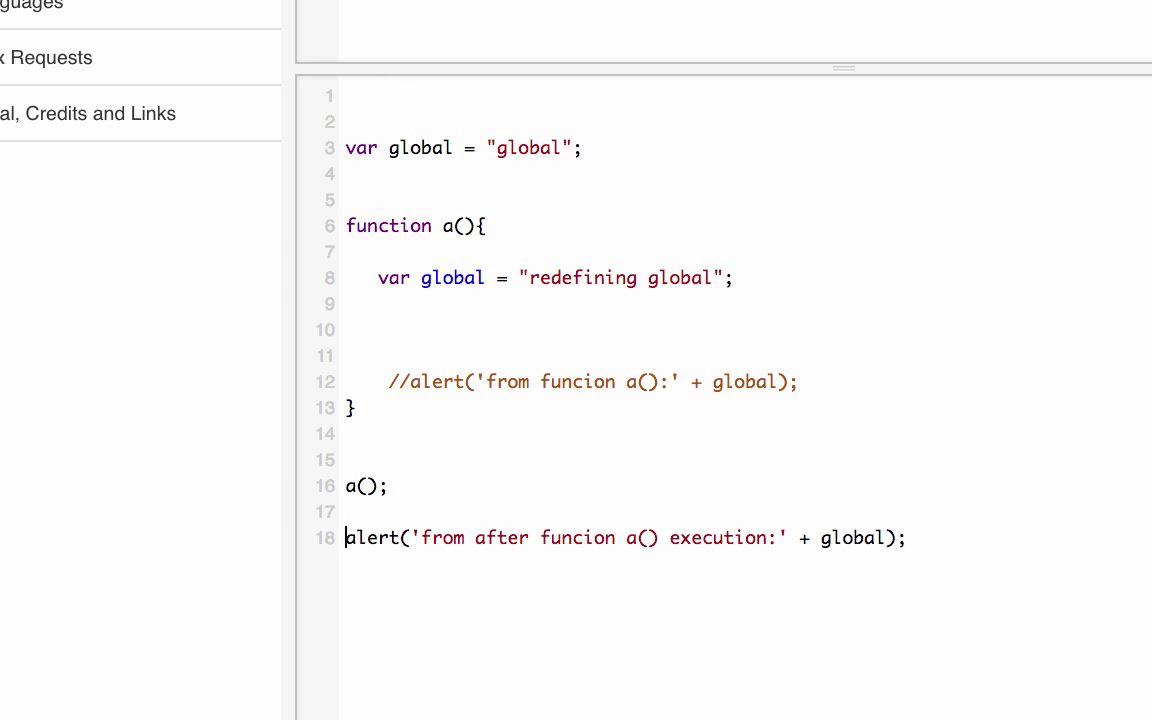 guages
x Requests
al, Credits and Links
1
2
3 var global = "global";
4
5
6 function a(){
7
8 var global = "redefining global";
9
10
11
12 //alert('from funcion a():' + global);
13 }
14
15
16 a();
17
18 alert('from after funcion a() execution:' + global);